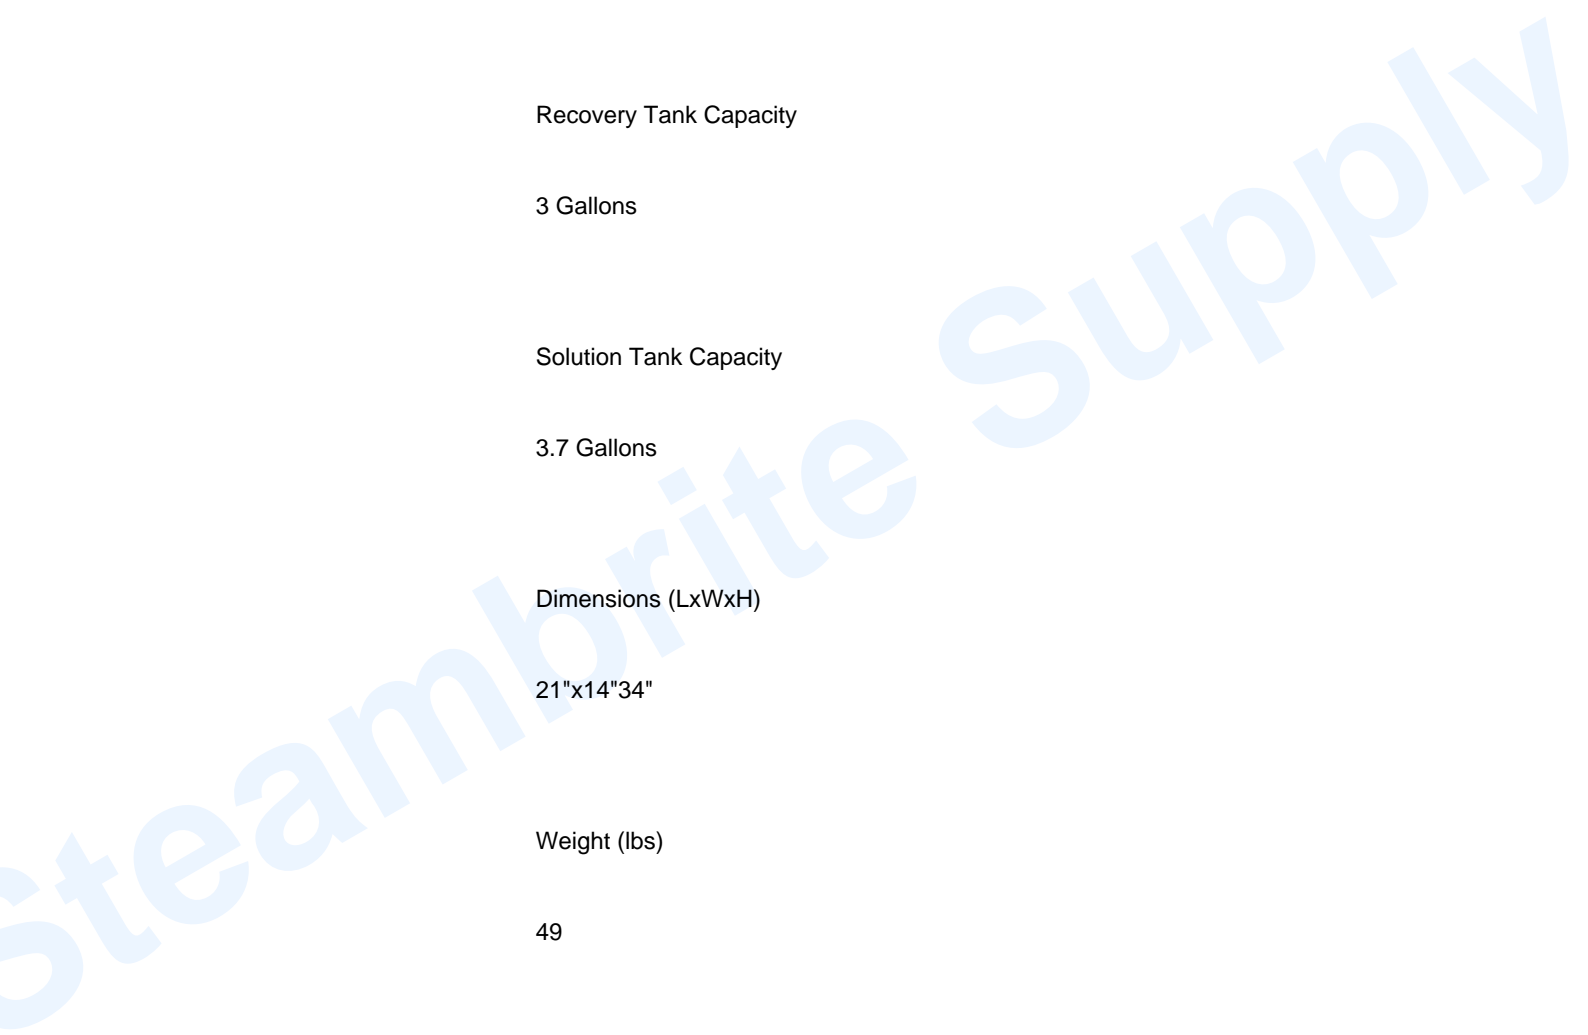 Recovery Tank Capacity
3 Gallons
Solution Tank Capacity
3.7 Gallons
Dimensions (LxWxH)
21"x14"34"
Weight (lbs)
49
Steambrite Supply